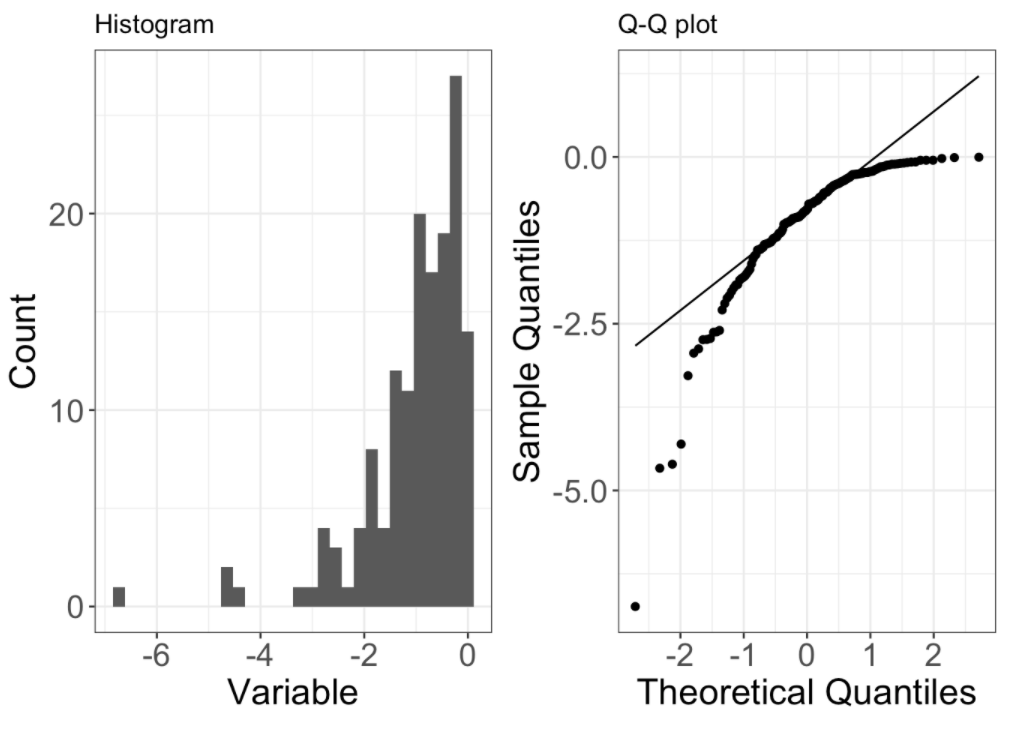 Histogram
Count
20
10
0
-6 -4 -2 0
Variable
Q-Q plot
Sample Quantiles
0.0
-2.5
-5.0
-2 -1 0 1 2
Theoretical Quantiles